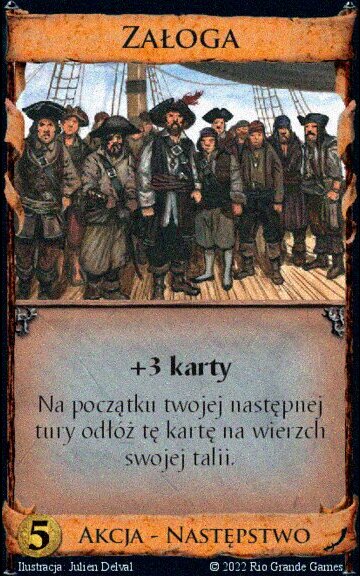 ZAŁOGA
+3 karty
Na początku twojej następnej
tury odłóż tę kartę na wierzch
swojej talii.
5 AKCJA - NASTĘPSTWO
Ilustracja: Julien Delval © 2022 Rio Grande Games